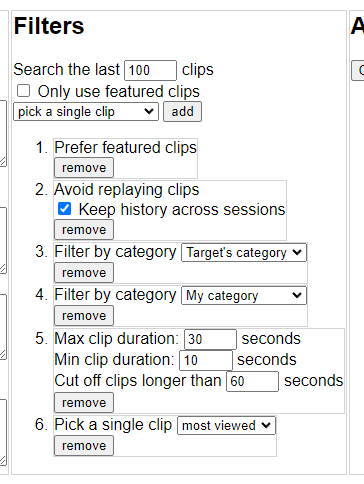 Filters
Search the last 100 clips
Only use featured clips
pick a single clip add
1. Prefer featured clips
remove
2. Avoid replaying clips
Keep history across sessions
remove
3. Filter by category Target's category
remove
4. Filter by category My category
remove
5. Max clip duration: 30 seconds
Min clip duration: 10 seconds
Cut off clips longer than 60 seconds
remove
6. Pick a single clip most viewed
remove